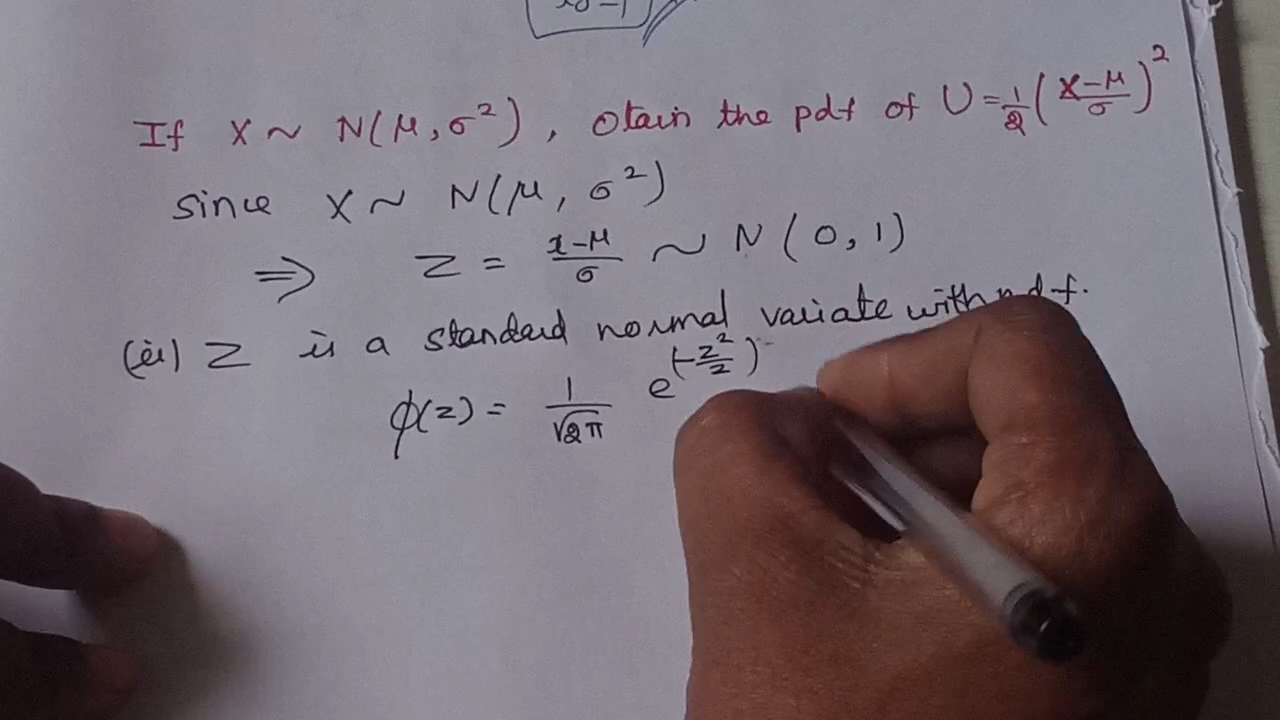 If X ~ N(μ, σ²), Otain the pdf of U = 1/2 (X-μ/σ)²
since X ~ N(μ, σ²)
⇒ Z = x-μ/σ ~ N(0, 1)
(ie) Z is a standard normal variate with p.d.f.
φ(z) = 1/√2π e^(-z²/2)